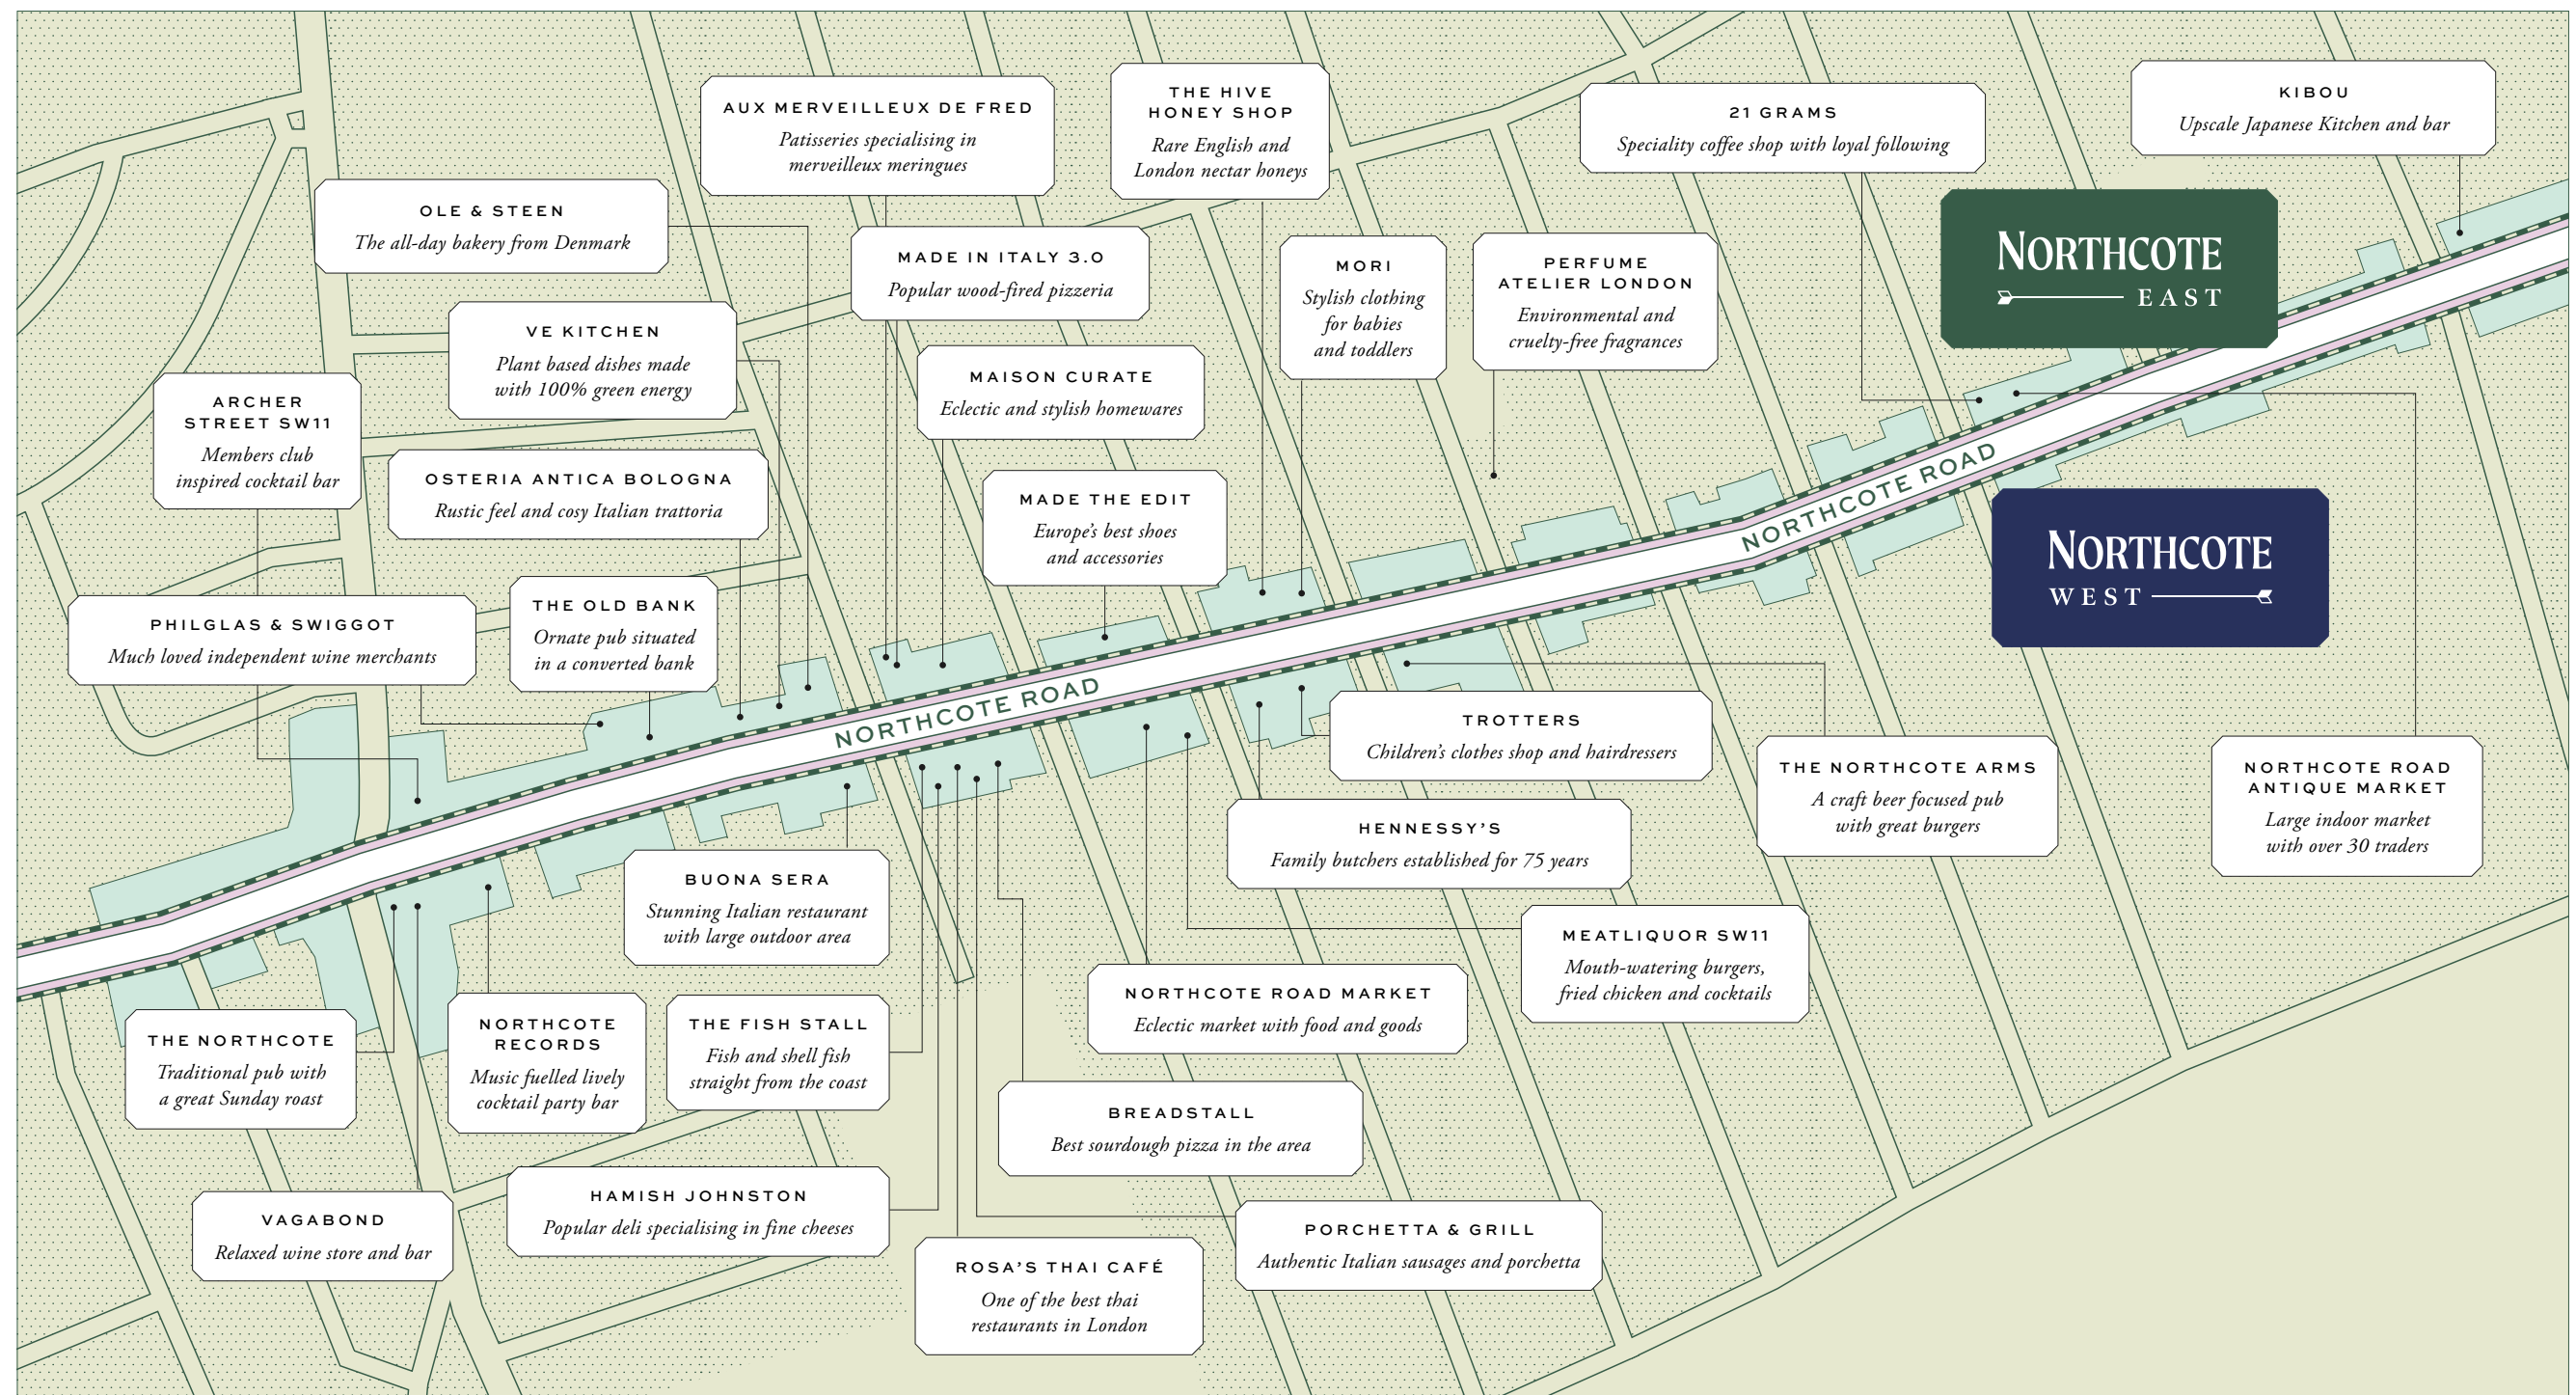 AUX MERVEILLEUX DE FRED
Patisseries specialising in
merveilleux meringues
THE HIVE
HONEY SHOP
Rare English and
London nectar honeys
21 GRAMS
Speciality coffee shop with loyal following
KIBOU
Upscale Japanese Kitchen and bar
OLE & STEEN
The all-day bakery from Denmark
MADE IN ITALY 3.0
Popular wood-fired pizzeria
MORI
Stylish clothing
for babies
and toddlers
PERFUME
ATELIER LONDON
Environmental and
cruelty-free fragrances
NORTHCOTE
EAST
VE KITCHEN
Plant based dishes made
with 100% green energy
MAISON CURATE
Eclectic and stylish homewares
ARCHER
STREET SW11
Members club
inspired cocktail bar
OSTERIA ANTICA BOLOGNA
Rustic feel and cosy Italian trattoria
MADE THE EDIT
Europe's best shoes
and accessories
NORTHCOTE ROAD
NORTHCOTE
WEST
PHILGLAS & SWIGGOT
Much loved independent wine merchants
THE OLD BANK
Ornate pub situated
in a converted bank
NORTHCOTE ROAD
TROTTERS
Children's clothes shop and hairdressers
THE NORTHCOTE ARMS
A craft beer focused pub
with great burgers
NORTHCOTE ROAD
ANTIQUE MARKET
Large indoor market
with over 30 traders
HENNESSY'S
Family butchers established for 75 years
BUONA SERA
Stunning Italian restaurant
with large outdoor area
MEATLIQUOR SW11
Mouth-watering burgers,
fried chicken and cocktails
NORTHCOTE ROAD MARKET
Eclectic market with food and goods
THE NORTHCOTE
Traditional pub with
a great Sunday roast
NORTHCOTE
RECORDS
Music fuelled lively
cocktail party bar
THE FISH STALL
Fish and shell fish
straight from the coast
BREADSTALL
Best sourdough pizza in the area
VAGABOND
Relaxed wine store and bar
HAMISH JOHNSTON
Popular deli specialising in fine cheeses
PORCHETTA & GRILL
Authentic Italian sausages and porchetta
ROSA'S THAI CAFÉ
One of the best thai
restaurants in London